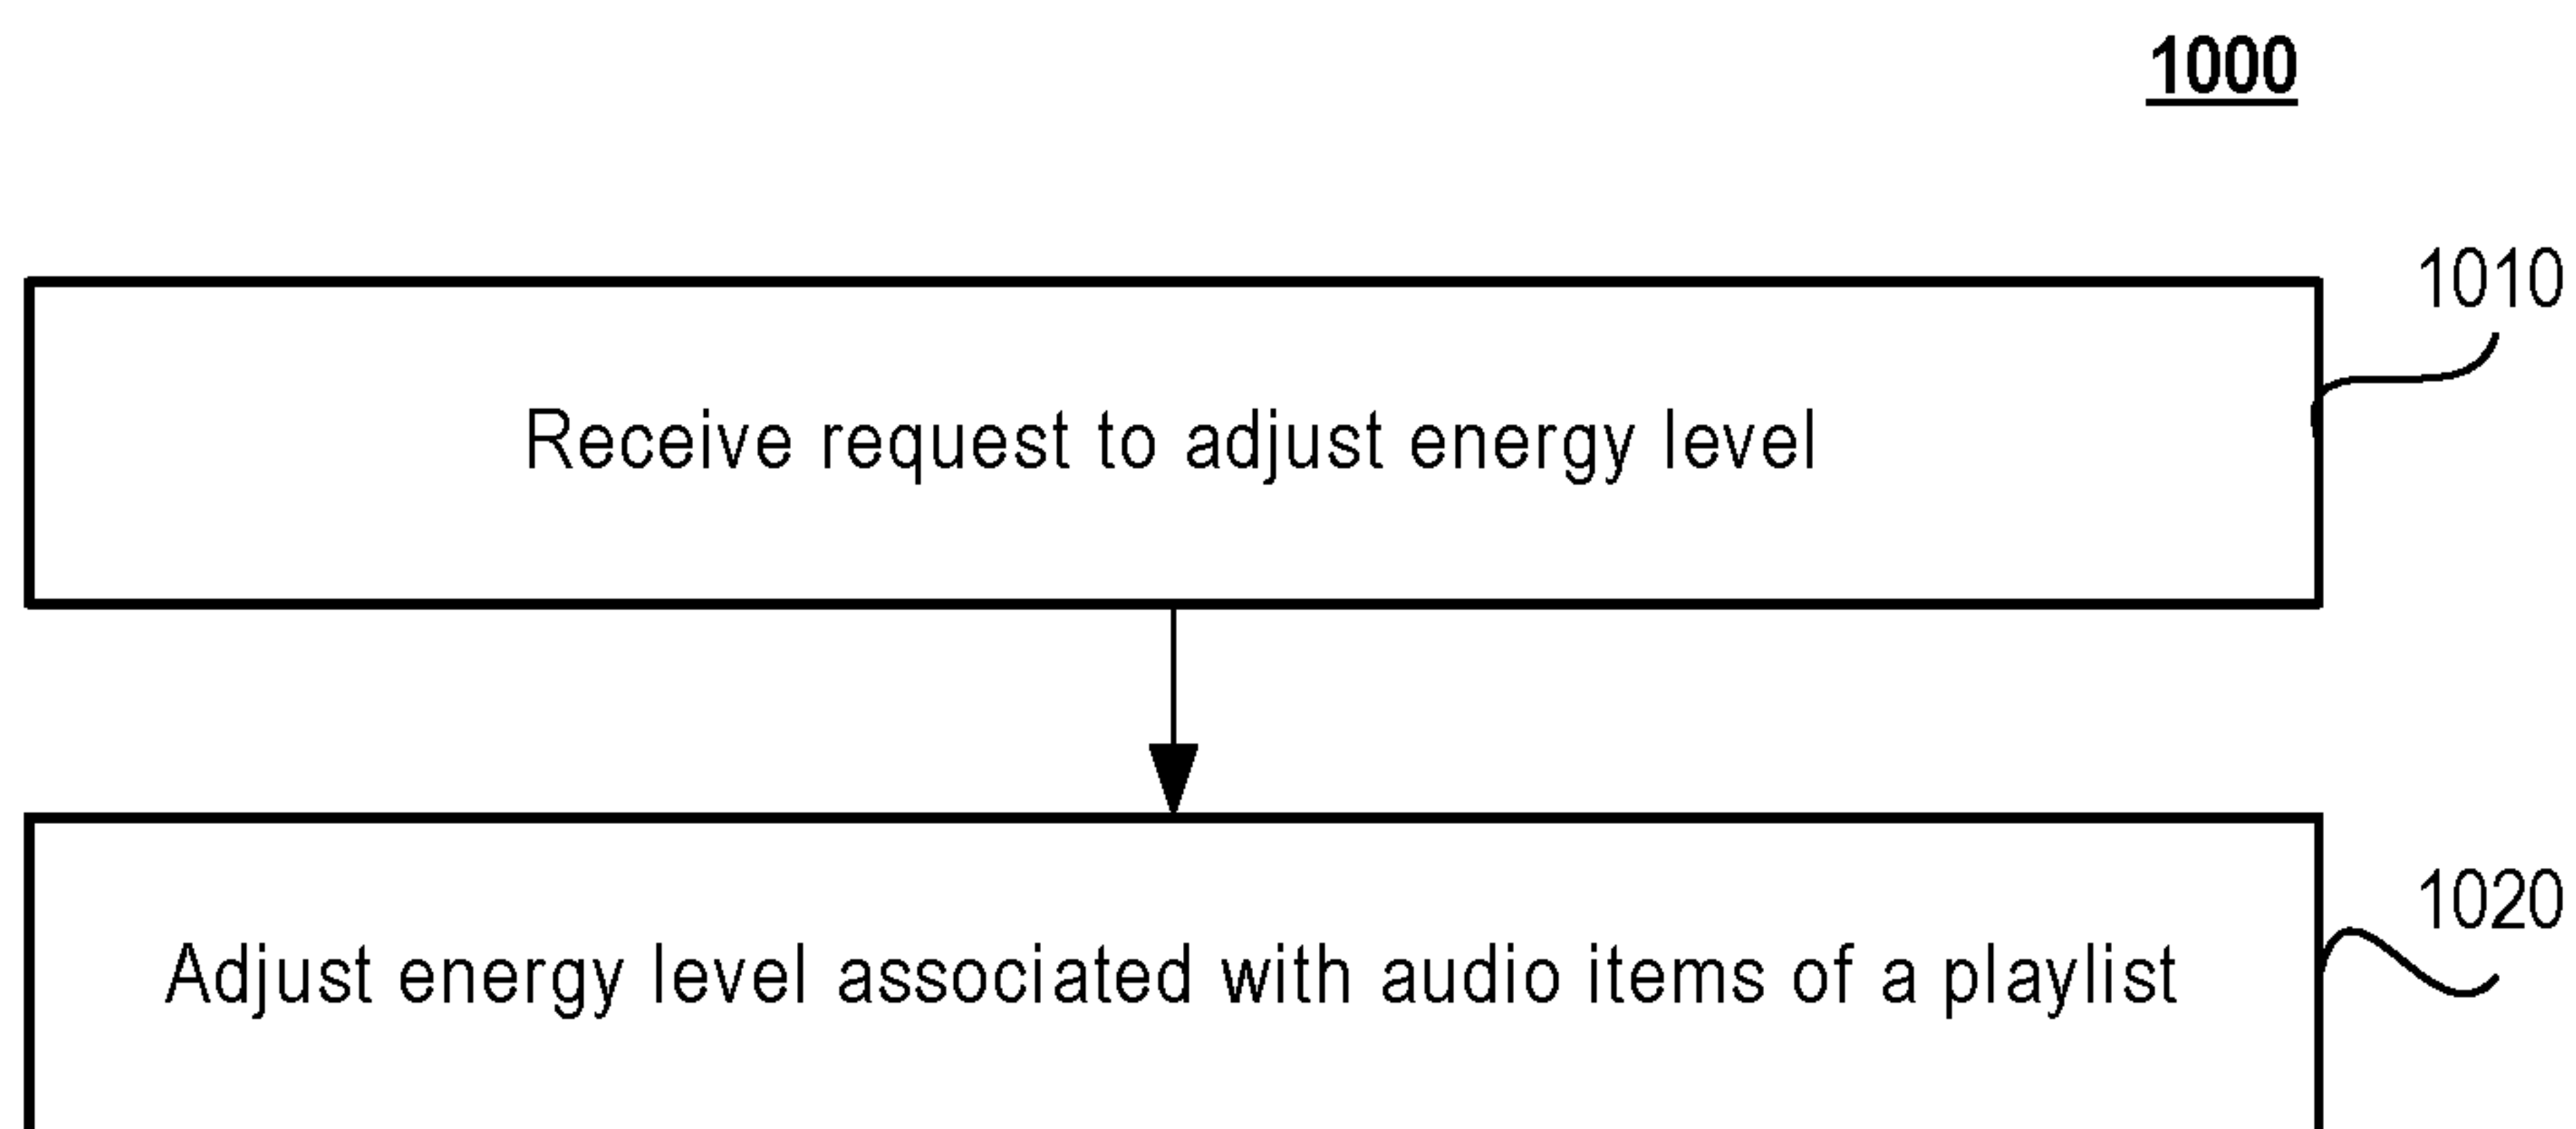 1000
1010
Receive request to adjust energy level
1020
Adjust energy level associated with audio items of a playlist